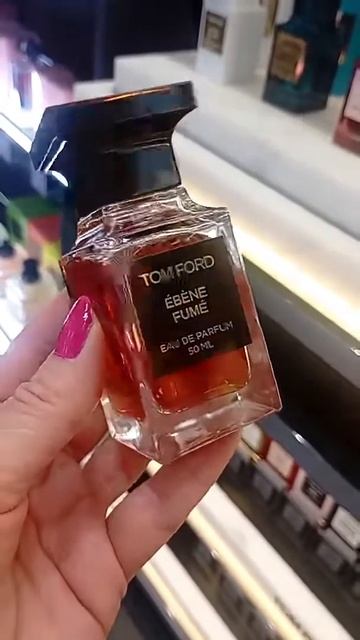 TOM FORD
ÉBÈNE
FUMÉ
EAU DE PARFUM
50 ML